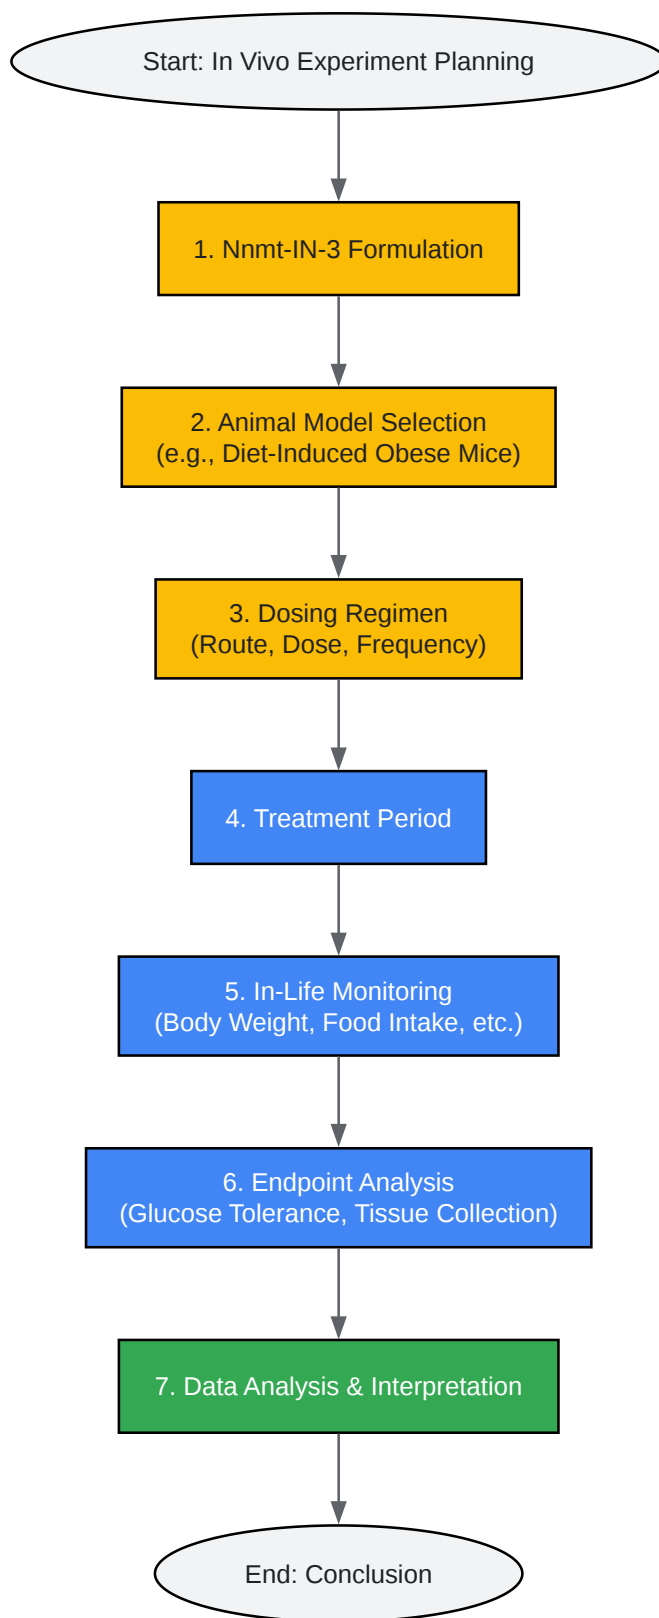 Start: In Vivo Experiment Planning
1. Nnmt-IN-3 Formulation
2. Animal Model Selection
(e.g., Diet-Induced Obese Mice)
3. Dosing Regimen
(Route, Dose, Frequency)
4. Treatment Period
5. In-Life Monitoring
(Body Weight, Food Intake, etc.)
6. Endpoint Analysis
(Glucose Tolerance, Tissue Collection)
7. Data Analysis & Interpretation
End: Conclusion